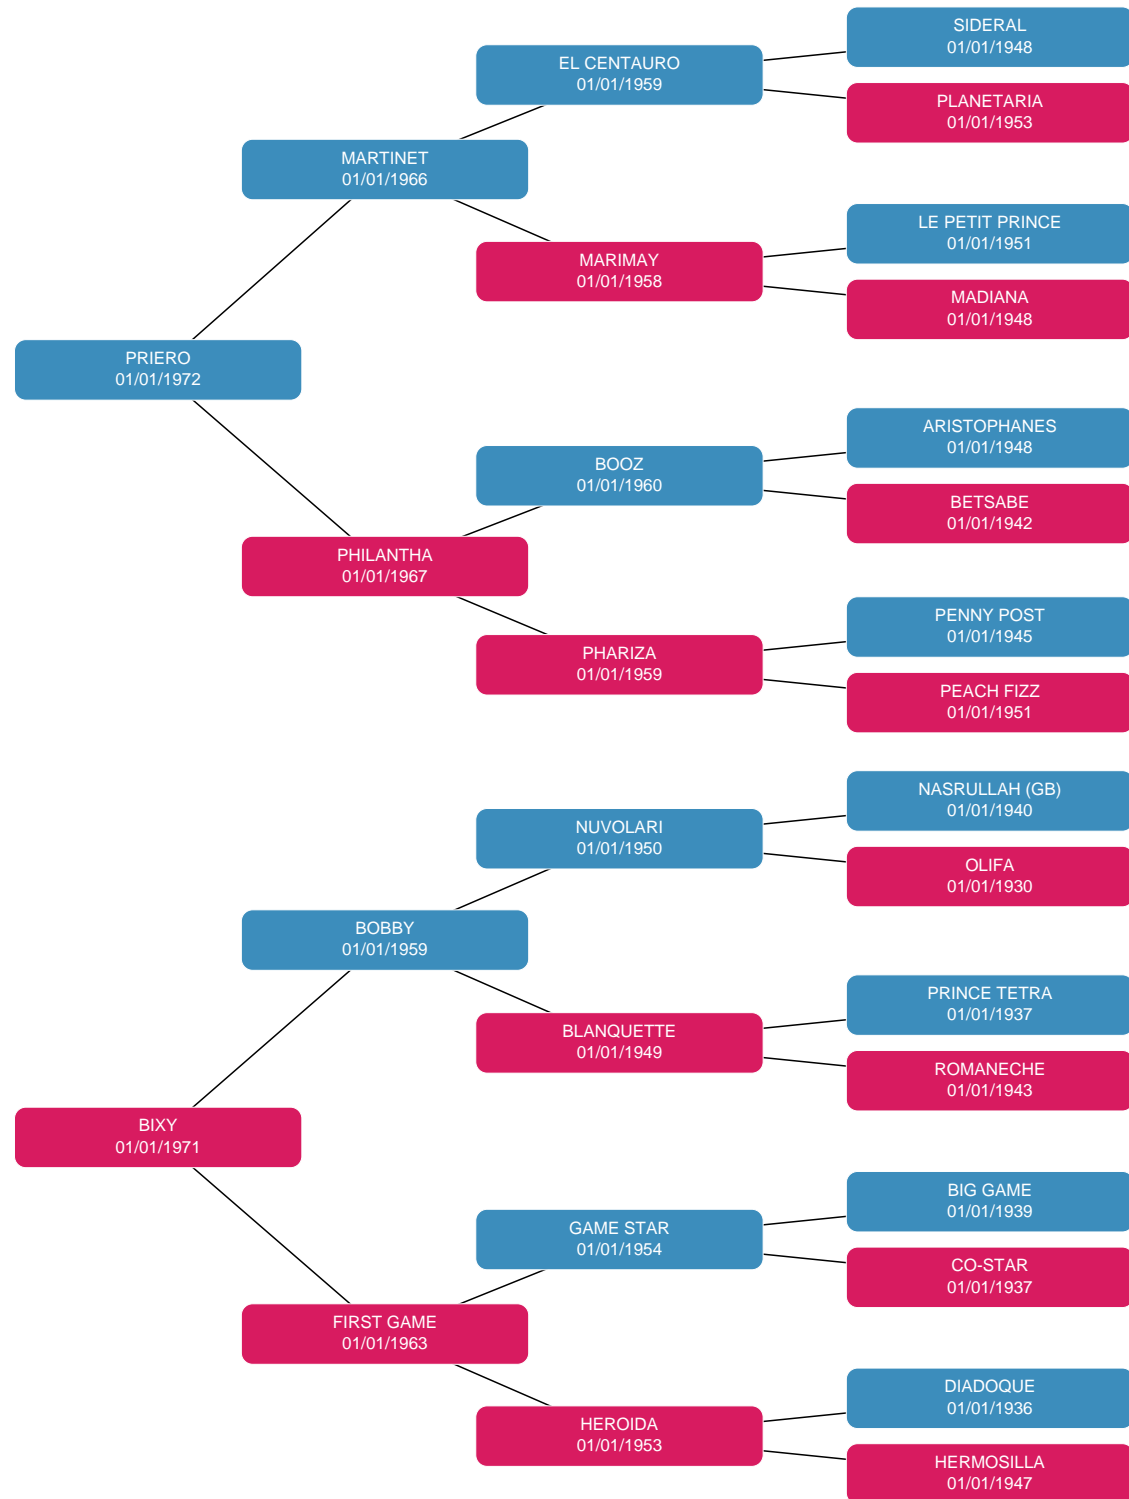 SIDERAL
01/01/1948
EL CENTAURO
01/01/1959
PLANETARIA
01/01/1953
MARTINET
01/01/1966
LE PETIT PRINCE
01/01/1951
MARIMAY
01/01/1958
MADIANA
01/01/1948
PRIERO
01/01/1972
ARISTOPHANES
01/01/1948
BOOZ
01/01/1960
BETSABE
01/01/1942
PHILANTHA
01/01/1967
PENNY POST
01/01/1945
PHARIZA
01/01/1959
PEACH FIZZ
01/01/1951
NASRULLAH (GB)
01/01/1940
NUVOLARI
01/01/1950
OLIFA
01/01/1930
BOBBY
01/01/1959
PRINCE TETRA
01/01/1937
BLANQUETTE
01/01/1949
ROMANECHE
01/01/1943
BIXY
01/01/1971
BIG GAME
01/01/1939
GAME STAR
01/01/1954
CO-STAR
01/01/1937
FIRST GAME
01/01/1963
DIADOQUE
01/01/1936
HEROIDA
01/01/1953
HERMOSILLA
01/01/1947